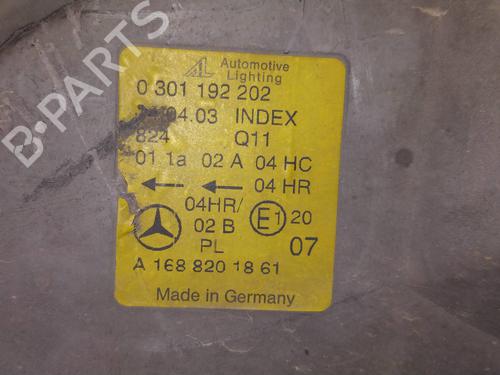 B-PARTS
AL Automotive
Lighting
0 301 192 202
04.03 INDEX
824 Q11
01 1a 02 A 04 HC
04 HR
04HR/
02 B E1 20
PL 07
A 168 820 18 61
Made in Germany